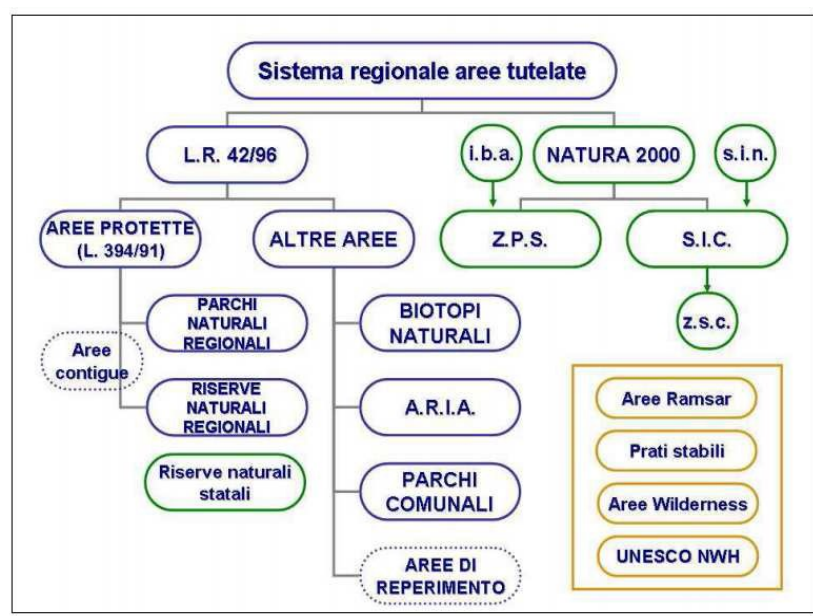 Sistema regionale aree tutelate
L.R. 42/96
i.b.a.
NATURA 2000
s.i.n.
AREE PROTETTE
(L. 394/91)
ALTRE AREE
Z.P.S.
S.I.C.
PARCHI
NATURALI
REGIONALI
BIOTOPI
NATURALI
z.s.c.
Aree
contigue
RISERVE
NATURALI
REGIONALI
A.R.I.A.
Aree Ramsar
Prati stabili
Riserve naturali
statali
PARCHI
COMUNALI
Aree Wilderness
UNESCO NWH
AREE DI
REPERIMENTO